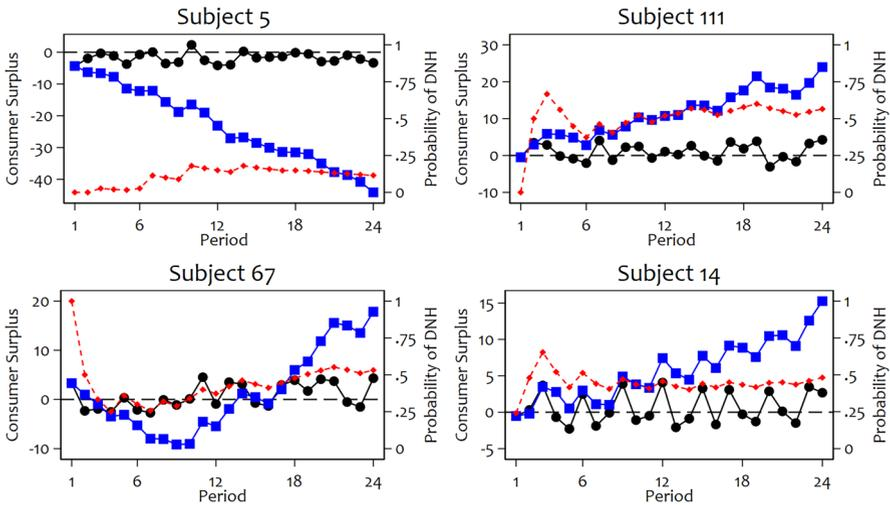 Subject 5
Consumer Surplus
0
-10
-20
-30
-40
1
.75
.5
.25
0
Probability of DNH
1 6 12 18 24
Period
Subject 111
Consumer Surplus
30
20
10
0
-10
1
.75
.5
.25
0
Probability of DNH
1 6 12 18 24
Period
Subject 67
Consumer Surplus
20
10
0
-10
1
.75
.5
.25
0
Probability of DNH
1 6 12 18 24
Period
Subject 14
Consumer Surplus
15
10
5
0
-5
1
.75
.5
.25
0
Probability of DNH
1 6 12 18 24
Period